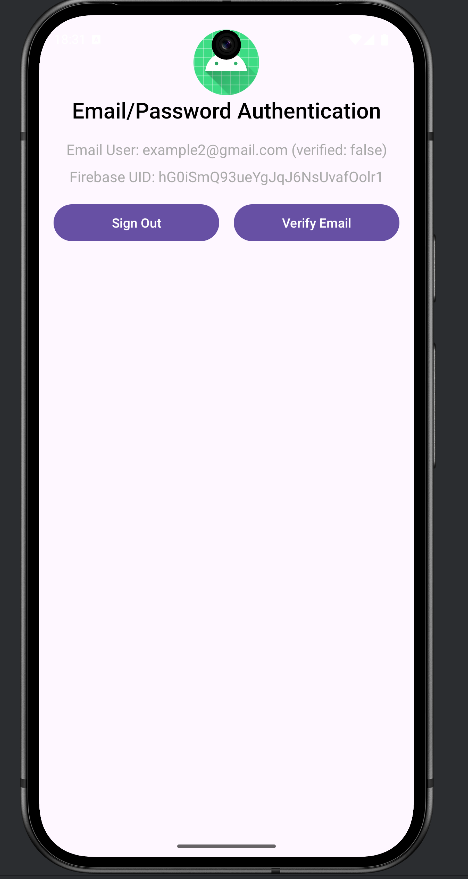 Email/Password Authentication
Email User: example2@gmail.com (verified: false)
Firebase UID: hG0iSmQ93ueYgJqJ6NsUvafOolr1
Sign Out
Verify Email